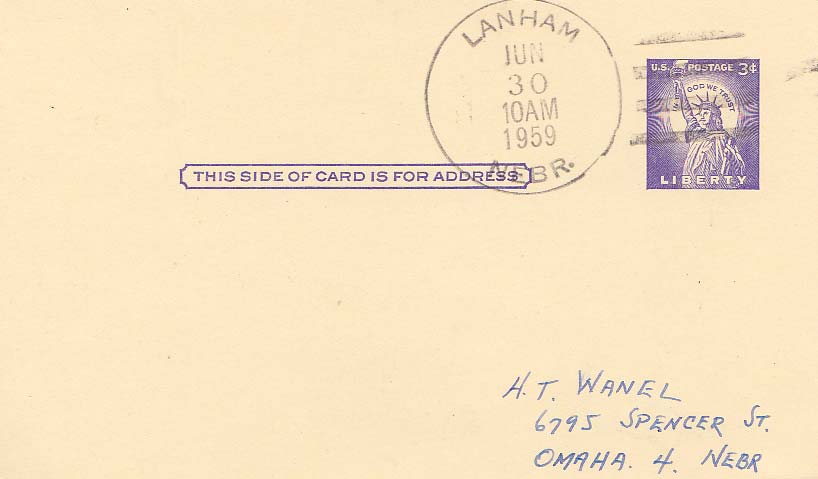 LANHAM
JUN
30
10AM
1959
NEBR.
U.S. POSTAGE 3¢
IN GOD WE TRUST
LIBERTY
THIS SIDE OF CARD IS FOR ADDRESS
H.T. WANEL
6795 SPENCER ST.
OMAHA. 4. NEBR